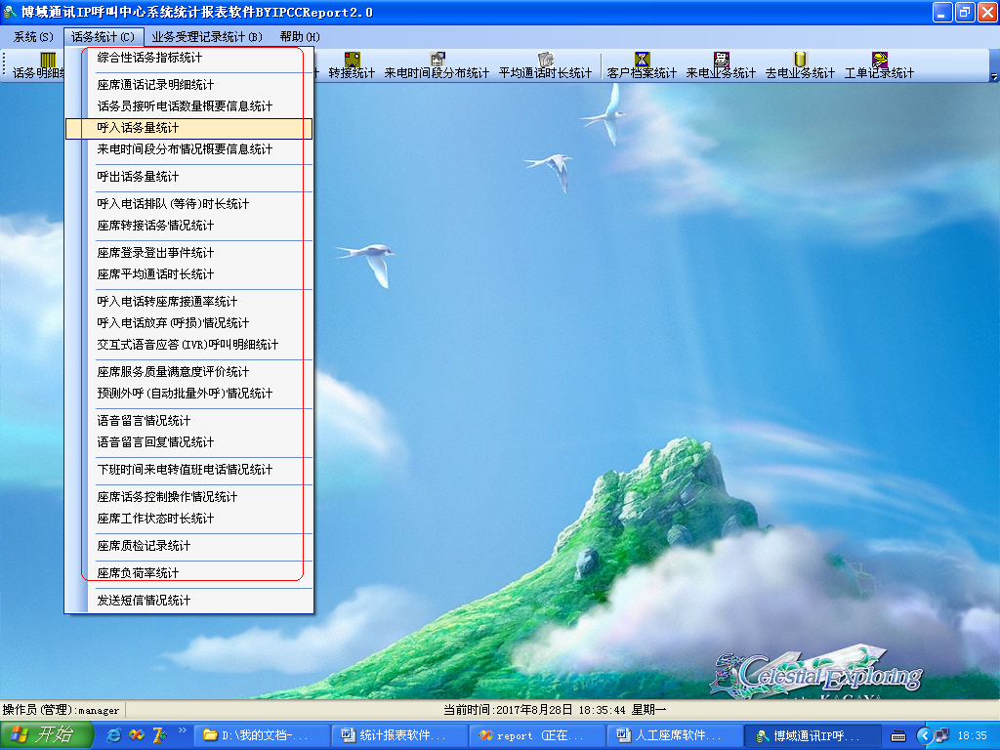 博域通讯IP呼叫中心系统统计报表软件BYIPCCReport2.0
系统(S) 话务统计(C) 业务受理记录统计(B) 帮助(H)
话务明细 转接统计 来电时间段分布统计 平均通话时长统计 客户档案统计 来电业务统计 去电业务统计 工单记录统计
综合性话务指标统计
座席通话记录明细统计
话务员接听电话数量概要信息统计
呼入话务量统计
来电时间段分布情况概要信息统计
呼出话务量统计
呼入电话排队(等待)时长统计
座席转接话务情况统计
座席登录登出事件统计
座席平均通话时长统计
呼入电话转座席接通率统计
呼入电话放弃(呼损)情况统计
交互式语音应答(IVR)呼叫明细统计
座席服务质量满意度评价统计
预测外呼(自动批量外呼)情况统计
语音留言情况统计
语音留言回复情况统计
下班时间来电转值班电话情况统计
座席话务控制操作情况统计
座席工作状态时长统计
座席质检记录统计
座席负荷率统计
发送短信情况统计
Celestial Exploring
KAGAYA
操作员(管理):manager 当前时间:2017年8月28日 18:35:44 星期一
开始 D:\我的文档-... 统计报表软件... report (正在... 人工座席软件... 博域通讯IP呼... 18:35